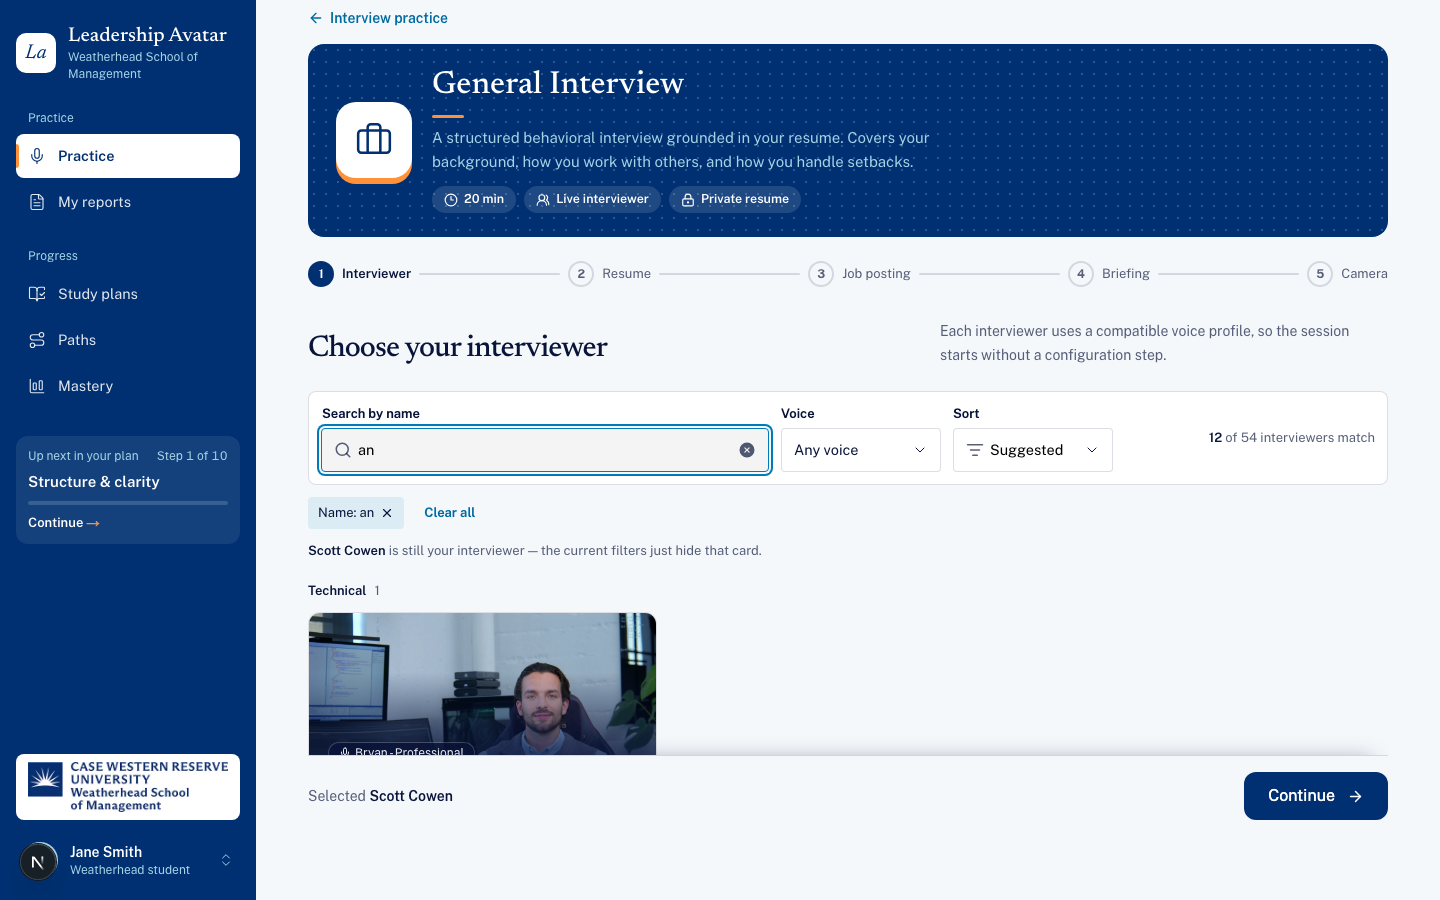 La
Leadership Avatar
Weatherhead School of
Management
Practice
Practice
My reports
Progress
Study plans
Paths
Mastery
Up next in your plan Step 1 of 10
Structure & clarity
Continue →
CASE WESTERN RESERVE
UNIVERSITY
Weatherhead School
of Management
N
Jane Smith
Weatherhead student
← Interview practice
General Interview
A structured behavioral interview grounded in your resume. Covers your
background, how you work with others, and how you handle setbacks.
20 min Live interviewer Private resume
1 Interviewer 2 Resume 3 Job posting 4 Briefing 5 Camera
Choose your interviewer
Each interviewer uses a compatible voice profile, so the session
starts without a configuration step.
Search by name Voice Sort
an Any voice Suggested
12 of 54 interviewers match
Name: an Clear all
Scott Cowen is still your interviewer — the current filters just hide that card.
Technical 1
Bryan - Professional
Selected Scott Cowen
Continue →